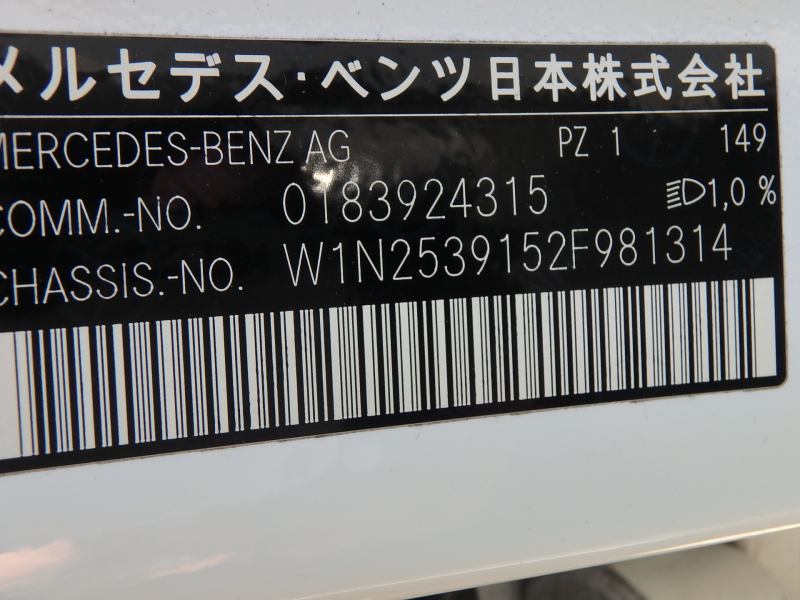 メルセデス・ベンツ日本株式会社
MERCEDES-BENZ AG PZ 1 149
COMM.-NO. 0183924315 1,0 %
CHASSIS.-NO. W1N2539152F981314